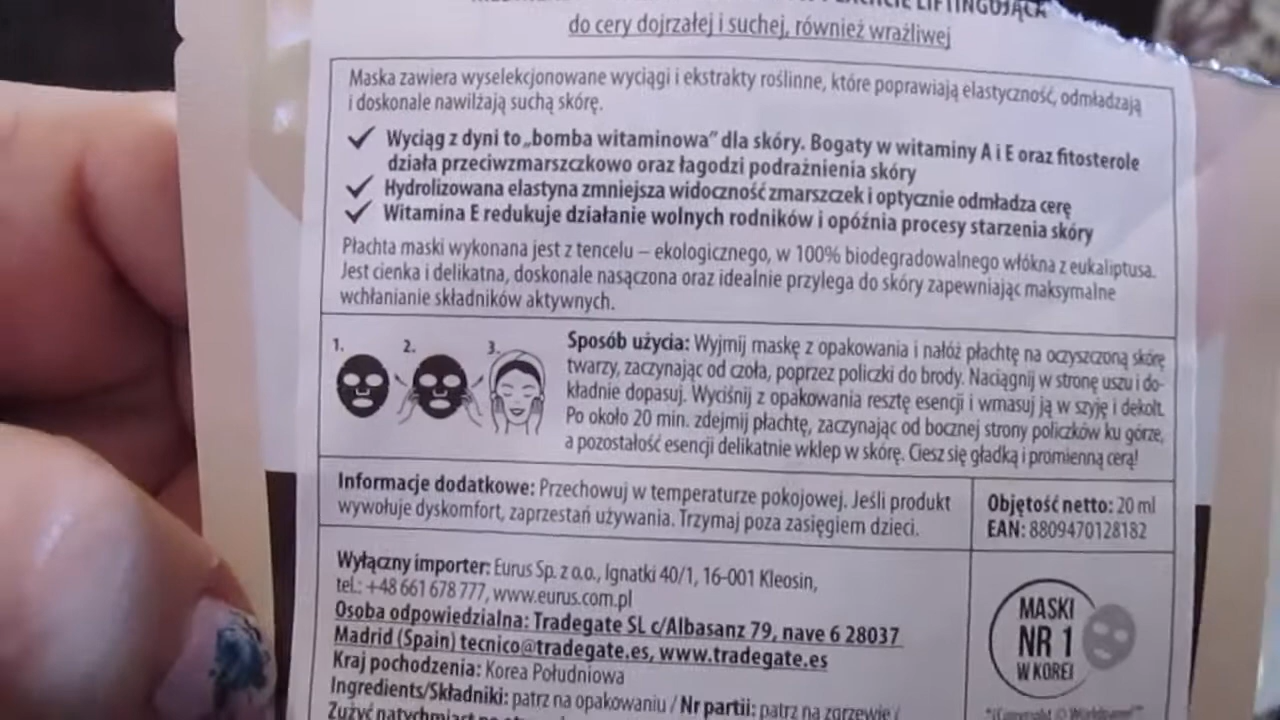 LIFTINGUJĄCA
do cery dojrzałej i suchej, również wrażliwej
Maska zawiera wyselekcjonowane wyciągi i ekstrakty roślinne, które poprawiają elastyczność, odmładzają
i doskonale nawilżają suchą skórę.
Wyciąg z dyni to „bomba witaminowa” dla skóry. Bogaty w witaminy A i E oraz fitosterole
działa przeciwzmarszczkowo oraz łagodzi podrażnienia skóry
Hydrolizowana elastyna zmniejsza widoczność zmarszczek i optycznie odmładza cerę
Witamina E redukuje działanie wolnych rodników i opóźnia procesy starzenia skóry
Płachta maski wykonana jest z tencelu – ekologicznego, w 100% biodegradowalnego włókna z eukaliptusa.
Jest cienka i delikatna, doskonale nasączona oraz idealnie przylega do skóry zapewniając maksymalne
wchłanianie składników aktywnych.
1. 2. 3.
Sposób użycia: Wyjmij maskę z opakowania i nałóż płachtę na oczyszczoną skórę
twarzy, zaczynając od czoła, poprzez policzki do brody. Naciągnij w stronę uszu i do-
kładnie dopasuj. Wyciśnij z opakowania resztę esencji i wmasuj ją w szyję i dekolt.
Po około 20 min. zdejmij płachtę, zaczynając od bocznej strony policzków ku górze,
a pozostałość esencji delikatnie wklep w skórę. Ciesz się gładką i promienną cerą!
Informacje dodatkowe: Przechowuj w temperaturze pokojowej. Jeśli produkt
wywołuje dyskomfort, zaprzestań używania. Trzymaj poza zasięgiem dzieci.
Objętość netto: 20 ml
EAN: 8809470128182
Wyłączny importer: Eurus Sp. z o.o., Ignatki 40/1, 16-001 Kleosin,
tel.: +48 661 678 777, www.eurus.com.pl
Osoba odpowiedzialna: Tradegate SL c/Albasanz 79, nave 6 28037
Madrid (Spain) tecnico@tradegate.es, www.tradegate.es
Kraj pochodzenia: Korea Południowa
Ingredients/Składniki: patrz na opakowaniu / Nr partii: patrz na zgrzewie /
Zużyć natychmiast po
MASKI
NR 1
W KOREI